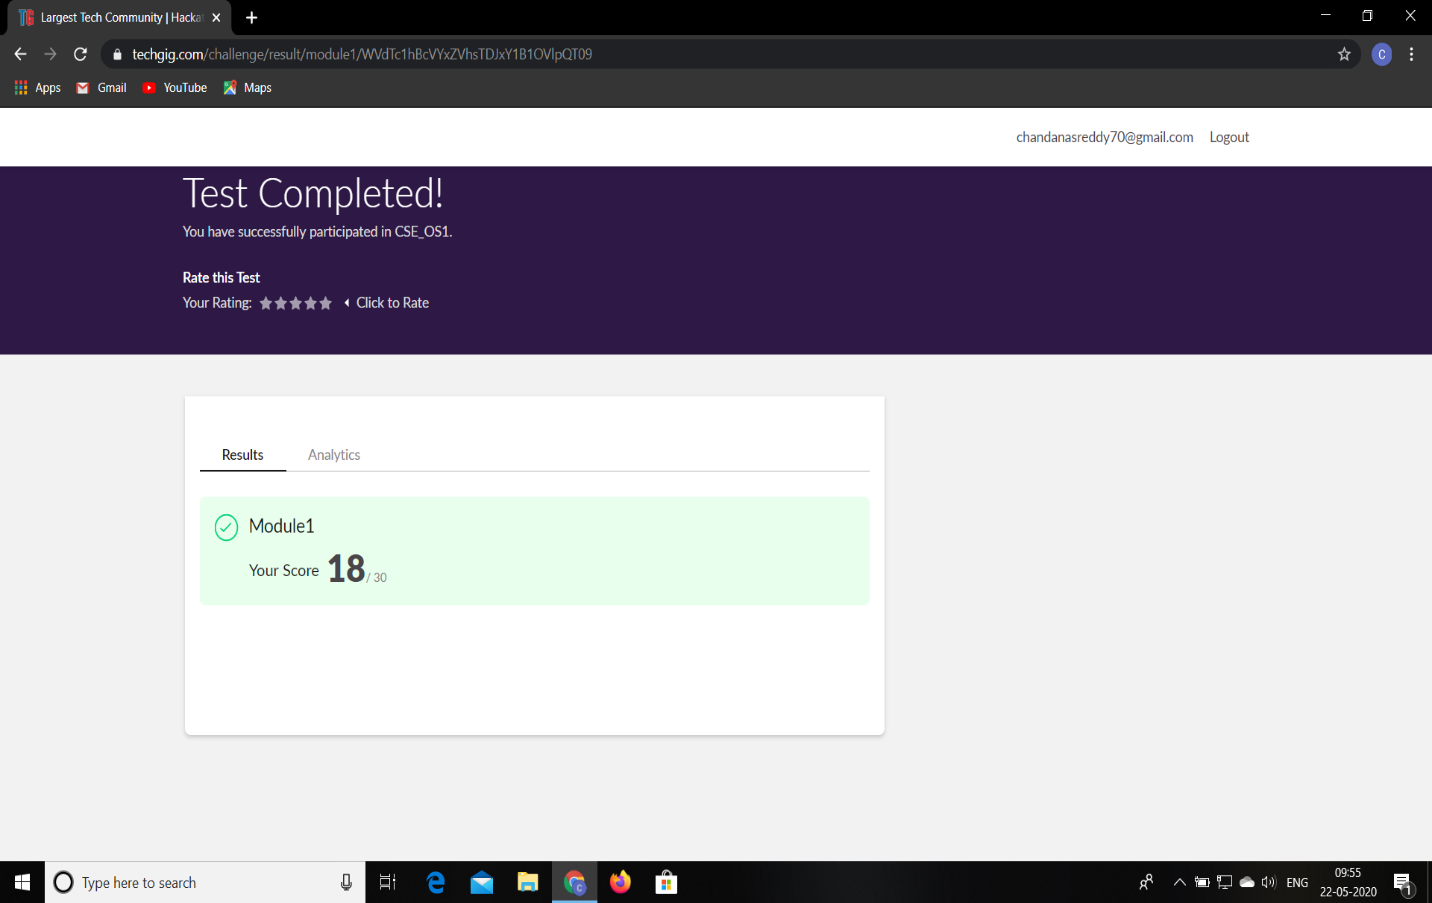 Largest Tech Community | Hacka
techgig.com/challenge/result/module1/WVdTc1hBcVYxZVhsTDJxY1B1OVlpQT09
C
Apps Gmail YouTube Maps
chandanasreddy70@gmail.com Logout
Test Completed!
You have successfully participated in CSE_OS1.
Rate this Test
Your Rating: Click to Rate
Results Analytics
Module1
Your Score 18/ 30
Type here to search
ENG
09:55
22-05-2020
1